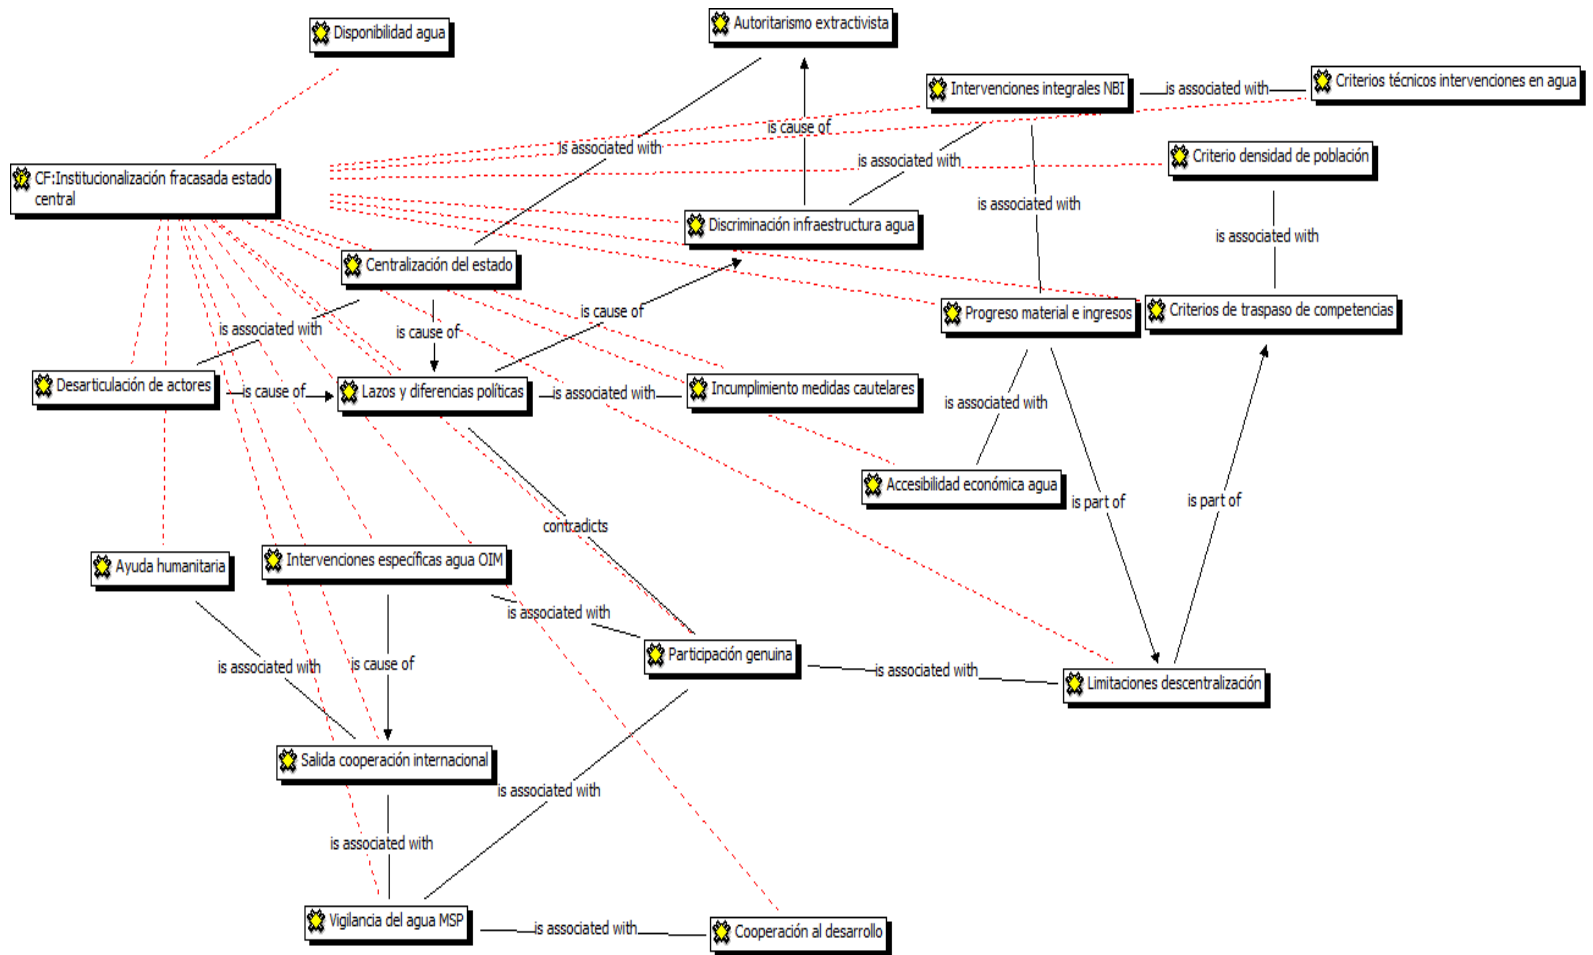 Disponibilidad agua
Autoritarismo extractivista
Intervenciones integrales NBI
is associated with
Criterios técnicos intervenciones en agua
is cause of
is associated with
is associated with
Criterio densidad de población
CF:Institucionalización fracasada estado
central
is associated with
Discriminación infraestructura agua
is associated with
Centralización del estado
is cause of
Progreso material e ingresos
Criterios de traspaso de competencias
is associated with
is cause of
Desarticulación de actores
is cause of
Lazos y diferencias políticas
is associated with
Incumplimiento medidas cautelares
is associated with
Accesibilidad económica agua
is part of
is part of
contradicts
Ayuda humanitaria
Intervenciones específicas agua OIM
is associated with
Participación genuina
is associated with
Limitaciones descentralización
is associated with
is cause of
Salida cooperación internacional
is associated with
is associated with
Vigilancia del agua MSP
is associated with
Cooperación al desarrollo